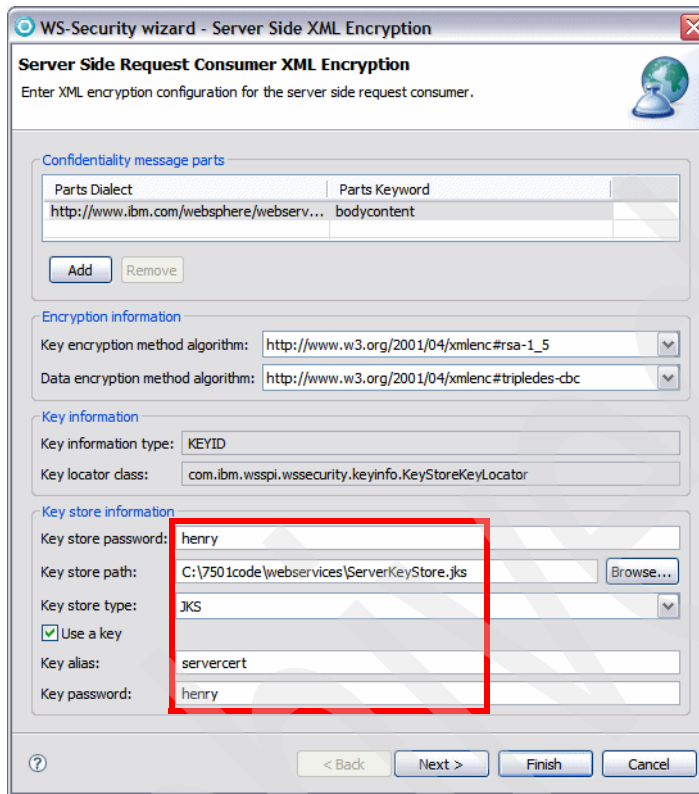 WS-Security wizard - Server Side XML Encryption
Server Side Request Consumer XML Encryption
Enter XML encryption configuration for the server side request consumer.
Confidentiality message parts
Parts Dialect Parts Keyword
http://www.ibm.com/websphere/webserv... bodycontent
Add Remove
Encryption information
Key encryption method algorithm: http://www.w3.org/2001/04/xmlenc#rsa-1_5
Data encryption method algorithm: http://www.w3.org/2001/04/xmlenc#tripledes-cbc
Key information
Key information type: KEYID
Key locator class: com.ibm.wsspi.wssecurity.keyinfo.KeyStoreKeyLocator
Key store information
Key store password: henry
Key store path: C:\7501code\webservices\ServerKeyStore.jks Browse...
Key store type: JKS
Use a key
Key alias: servercert
Key password: henry
? < Back Next > Finish Cancel